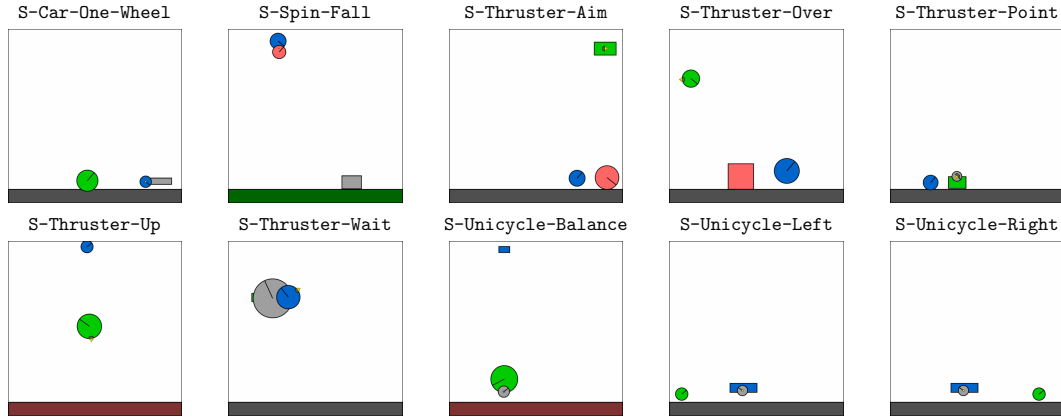 S-Car-One-Wheel S-Spin-Fall S-Thruster-Aim S-Thruster-Over S-Thruster-Point
S-Thruster-Up S-Thruster-Wait S-Unicycle-Balance S-Unicycle-Left S-Unicycle-Right